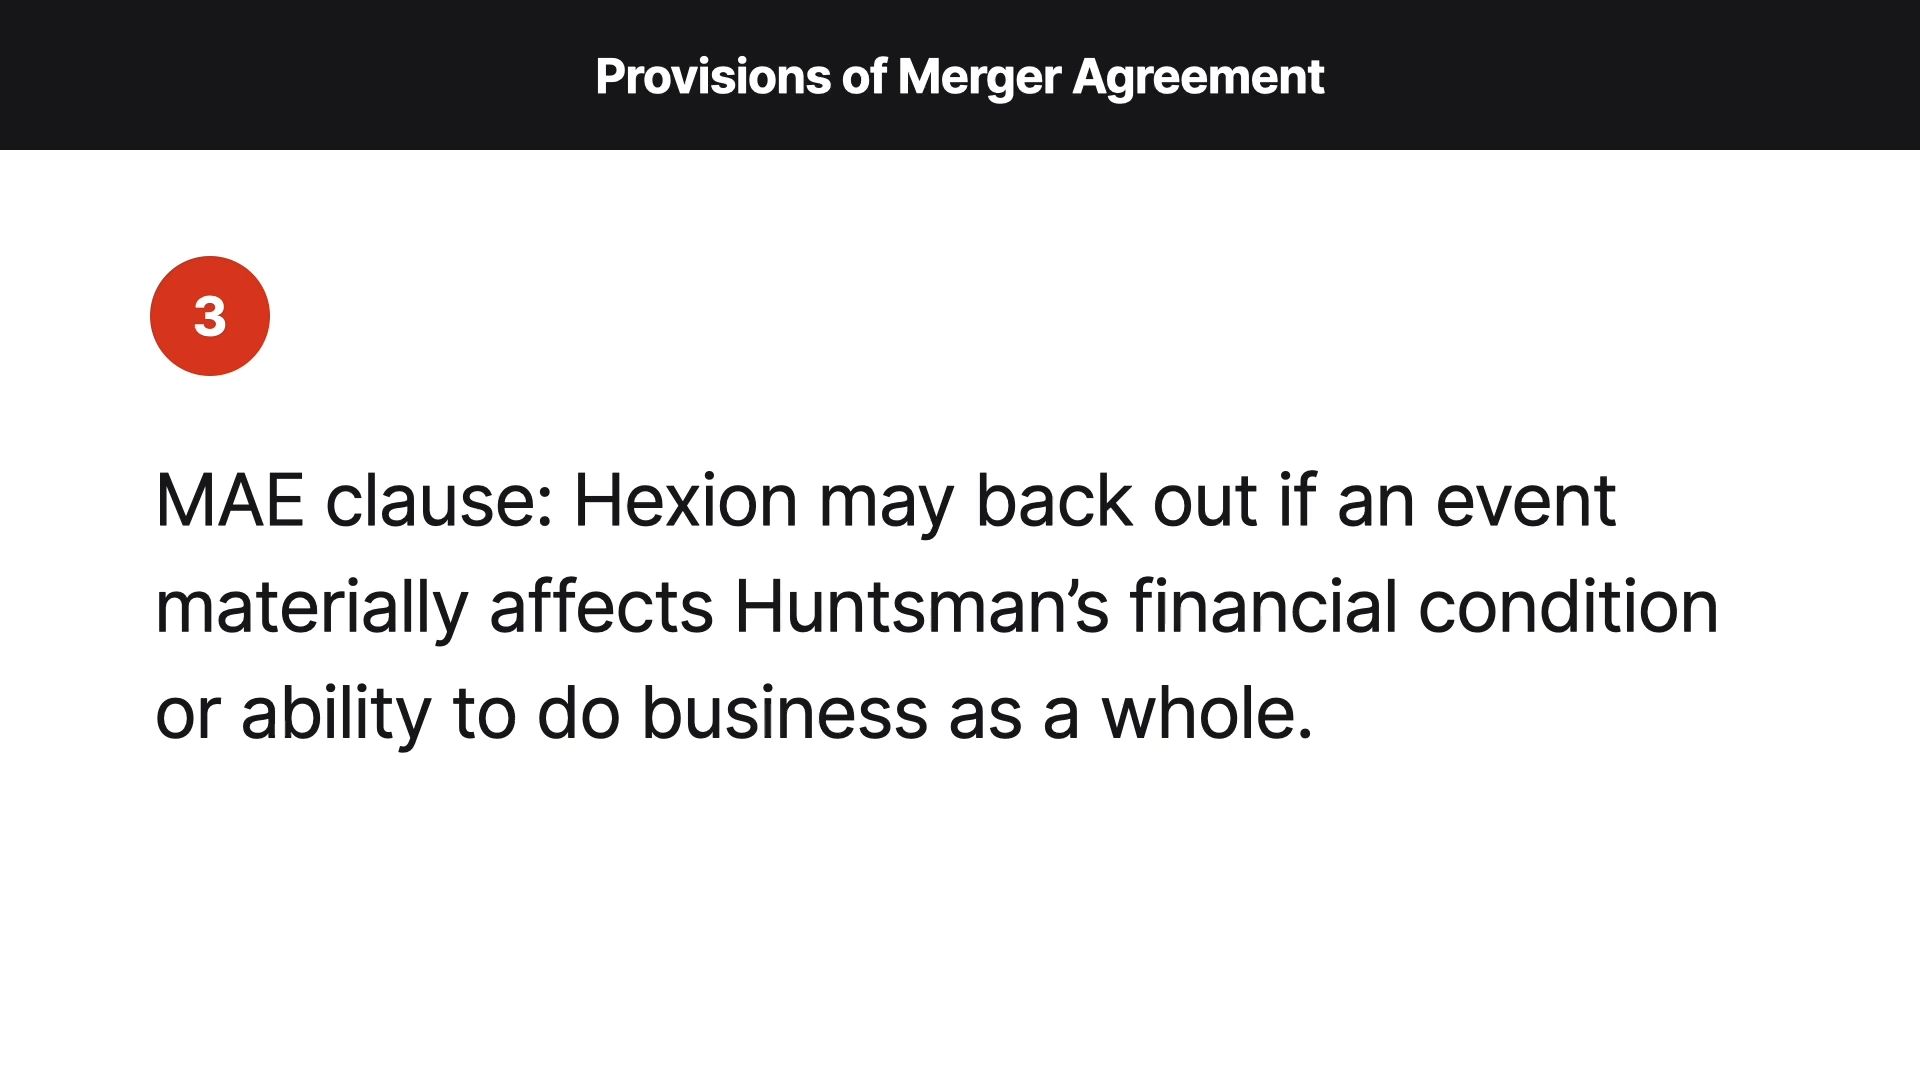 Provisions of Merger Agreement
3
MAE clause: Hexion may back out if an event
materially affects Huntsman’s financial condition
or ability to do business as a whole.